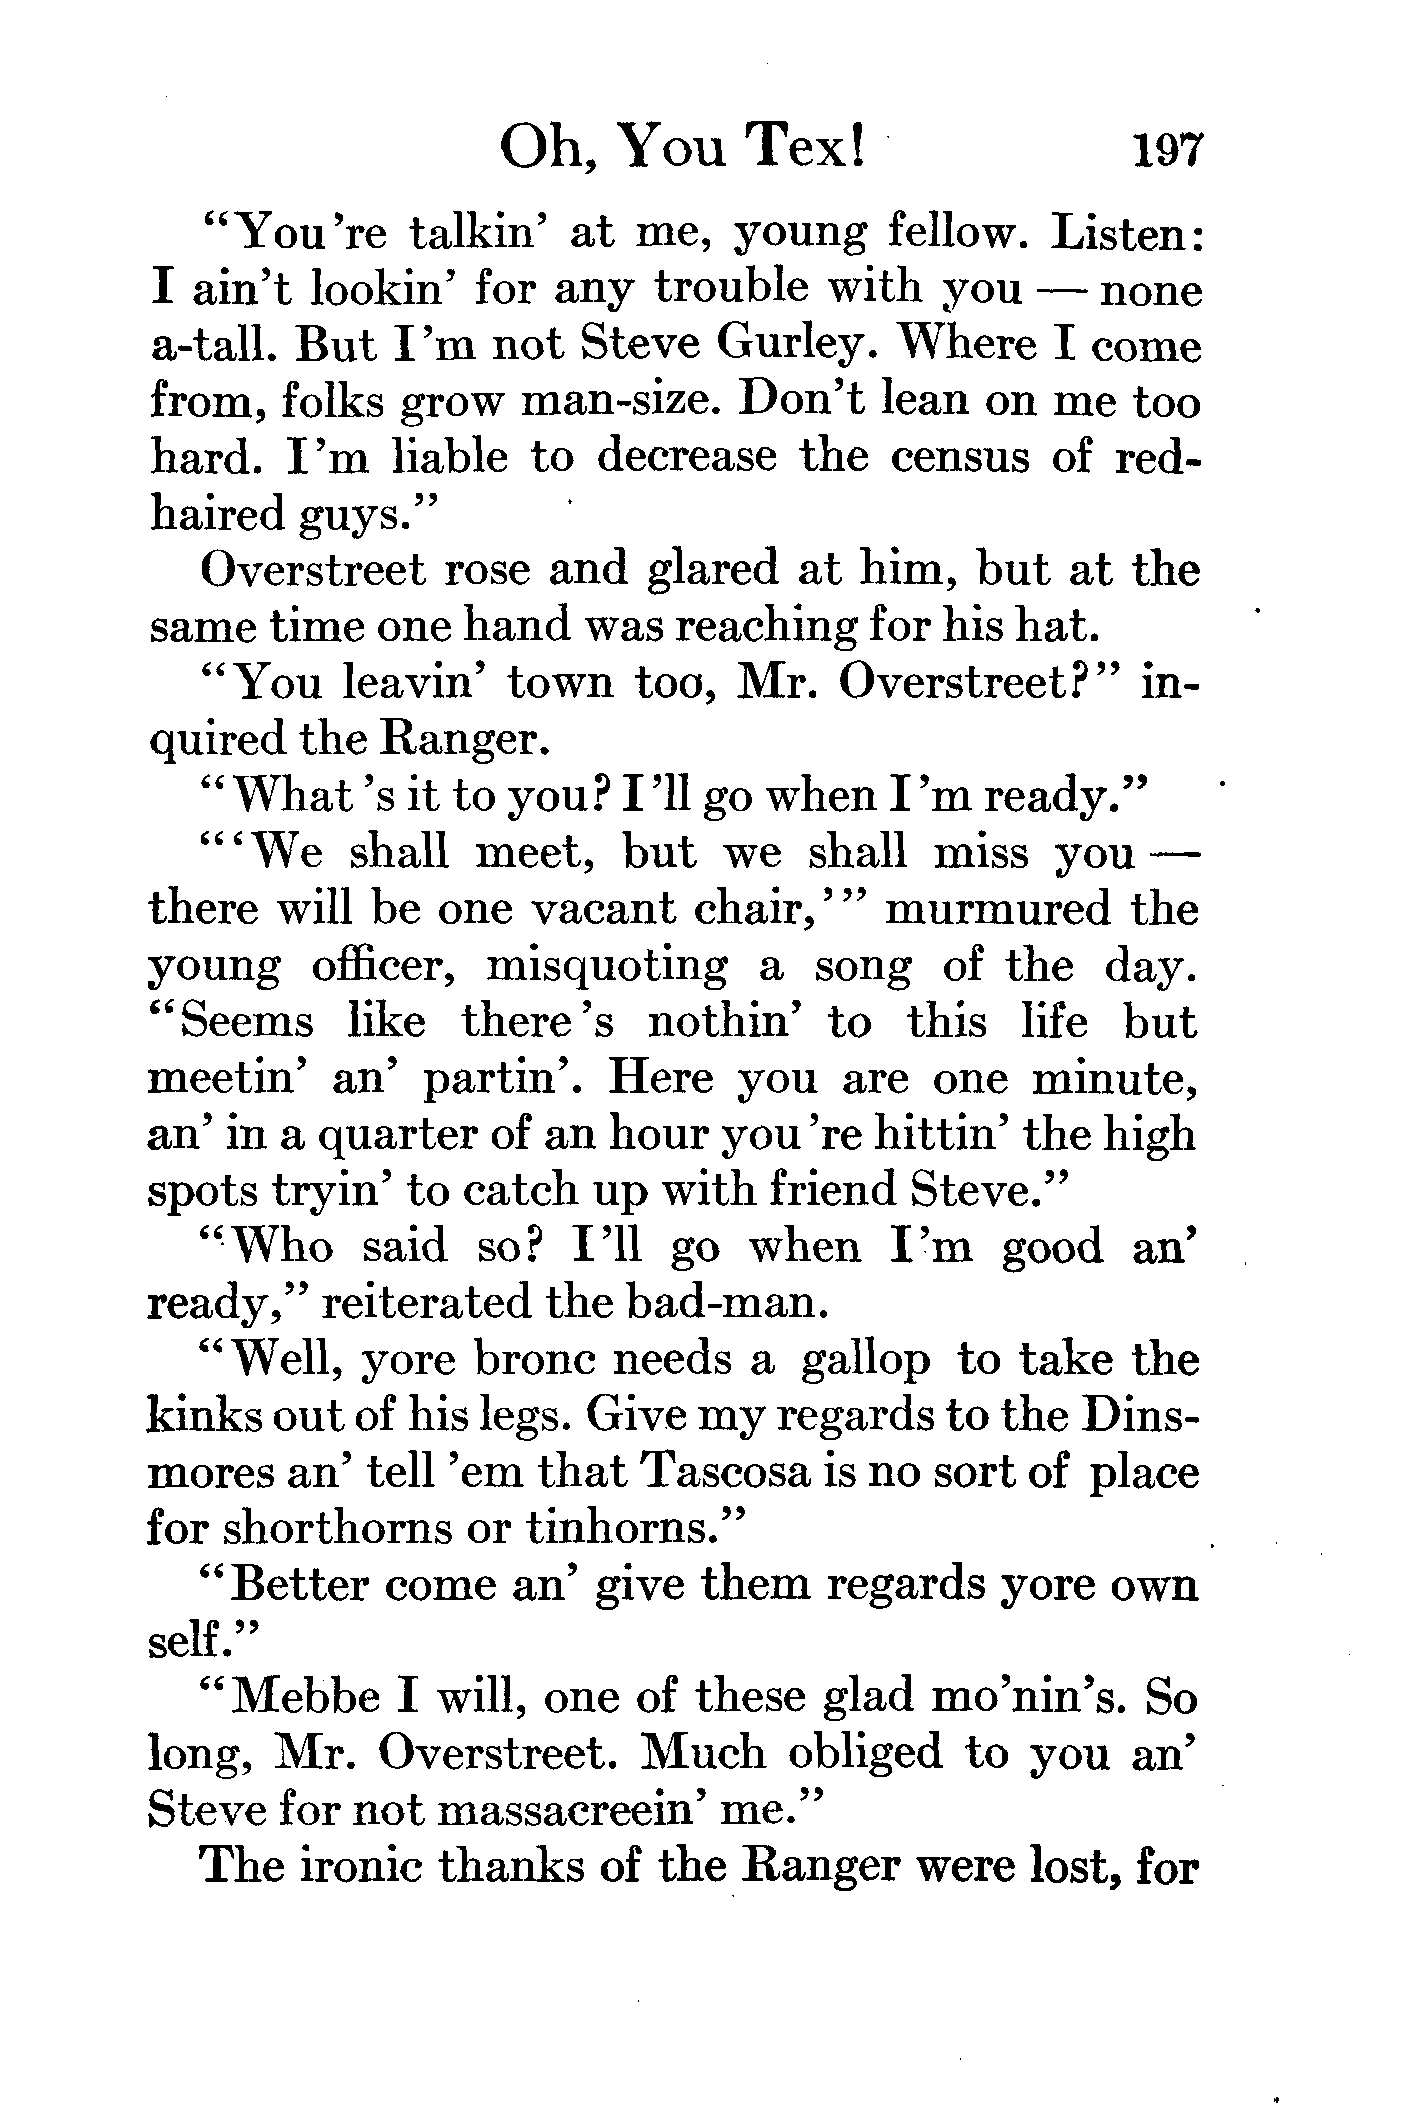 Oh, You Tex! 197
"You're talkin' at me, young fellow. Listen:
I ain't lookin' for any trouble with you — none
a-tall. But I'm not Steve Gurley. Where I come
from, folks grow man-size. Don't lean on me too
hard. I'm liable to decrease the census of red-
haired guys."
Overstreet rose and glared at him, but at the
same time one hand was reaching for his hat.
"You leavin' town too, Mr. Overstreet?" in-
quired the Ranger.
"What's it to you? I'll go when I'm ready."
"'We shall meet, but we shall miss you —
there will be one vacant chair,'" murmured the
young officer, misquoting a song of the day.
"Seems like there's nothin' to this life but
meetin' an' partin'. Here you are one minute,
an' in a quarter of an hour you're hittin' the high
spots tryin' to catch up with friend Steve."
"Who said so? I'll go when I'm good an'
ready," reiterated the bad-man.
"Well, yore bronc needs a gallop to take the
kinks out of his legs. Give my regards to the Dins-
mores an' tell 'em that Tascosa is no sort of place
for shorthorns or tinhorns."
"Better come an' give them regards yore own
self."
"Mebbe I will, one of these glad mo'nin's. So
long, Mr. Overstreet. Much obliged to you an'
Steve for not massacreein' me."
The ironic thanks of the Ranger were lost, for